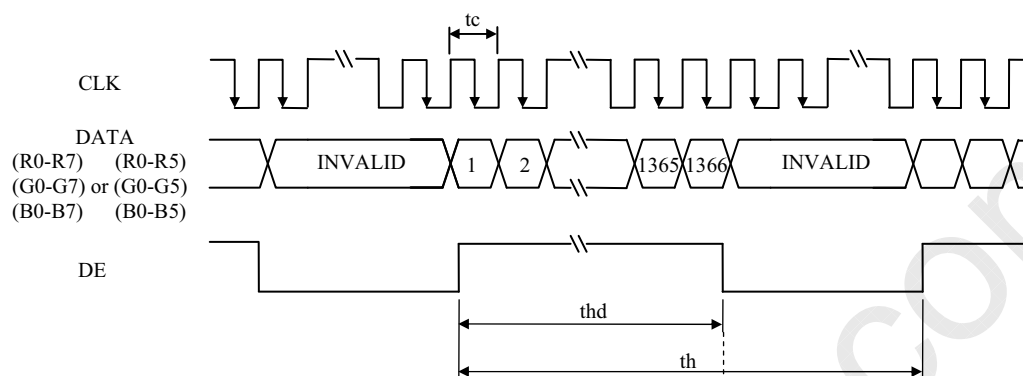 tc
CLK
DATA
(R0-R7) (R0-R5)
(G0-G7) or (G0-G5)
(B0-B7) (B0-B5)
INVALID 1 2 1365 1366 INVALID
DE
thd
th
com